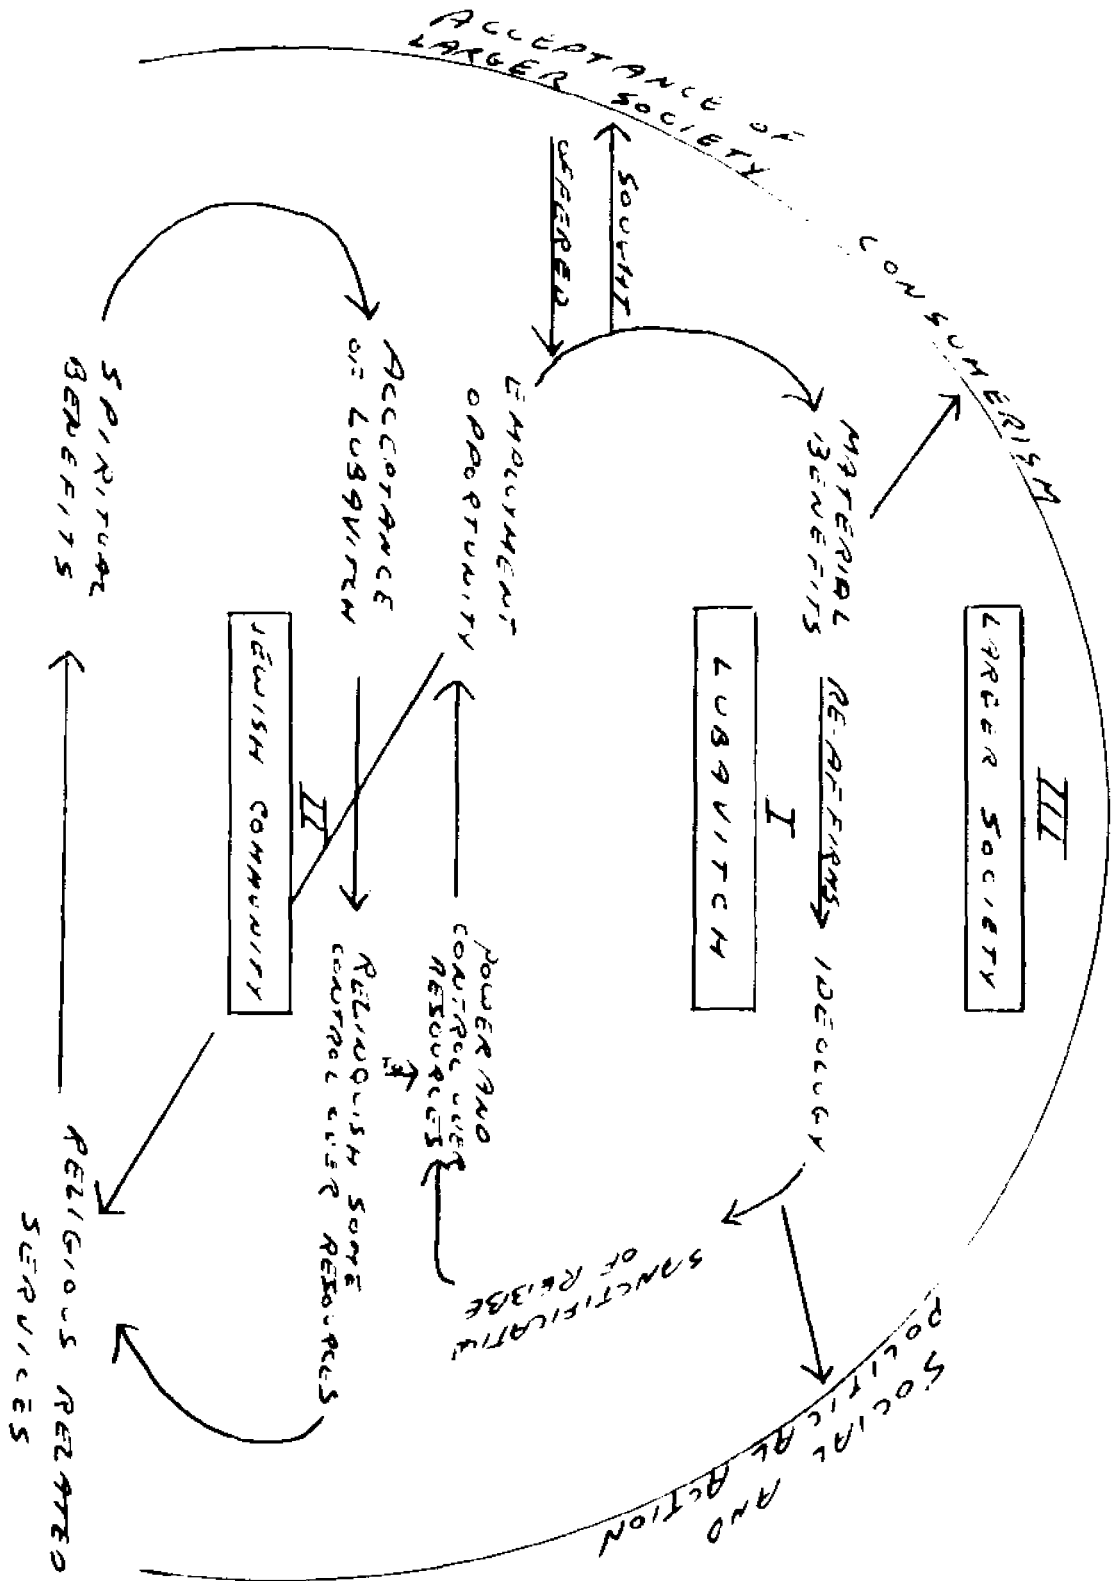 III
LARGER SOCIETY
ACCEPTANCE OF
LARGER SOCIETY
CONSUMERISM
SOCIAL AND
POLITICAL ACTION
SOUGHT
OFFERED
MATERIAL
BENEFITS
RE-AFFIRMS
IDEOLOGY
I
LUBAVITCH
SANCTIFICATION
OF REBBE
EMPLOYMENT
OPPORTUNITY
POWER AND
CONTROL OVER
RESOURCES
ACCEPTANCE
OF LUBAVITCH
RELINQUISH SOME
CONTROL OVER RESOURCES
II
JEWISH COMMUNITY
SPIRITUAL
BENEFITS
RELIGIOUS RELATED
SERVICES